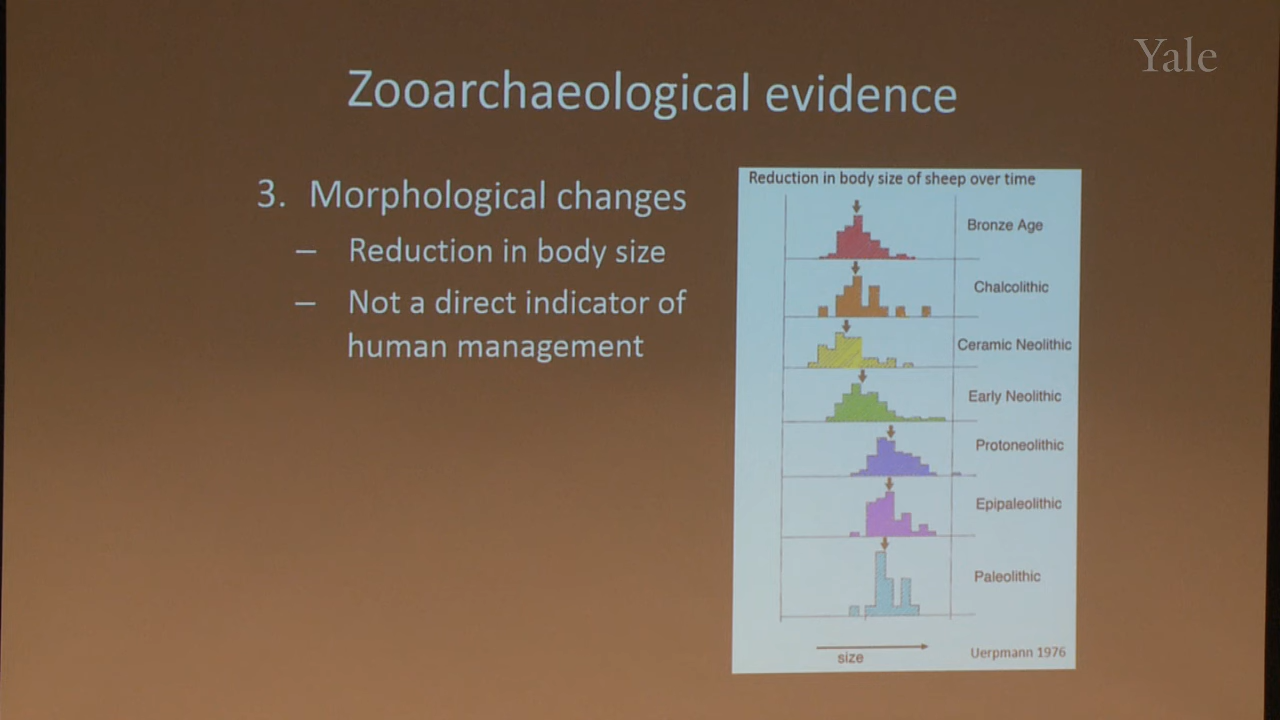 Yale
Zooarchaeological evidence
3. Morphological changes
– Reduction in body size
– Not a direct indicator of
human management
Reduction in body size of sheep over time
Bronze Age
Chalcolithic
Ceramic Neolithic
Early Neolithic
Protoneolithic
Epipaleolithic
Paleolithic
size
Uerpmann 1976